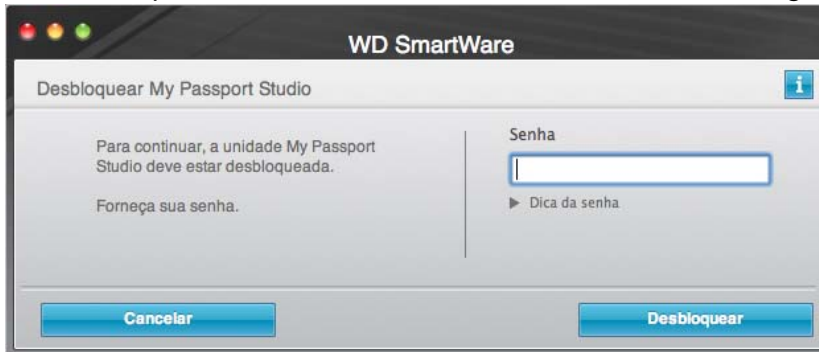 WD SmartWare
Desbloquear My Passport Studio
i
Para continuar, a unidade My Passport
Studio deve estar desbloqueada.
Forneça sua senha.
Senha
Dica da senha
Cancelar
Desbloquear